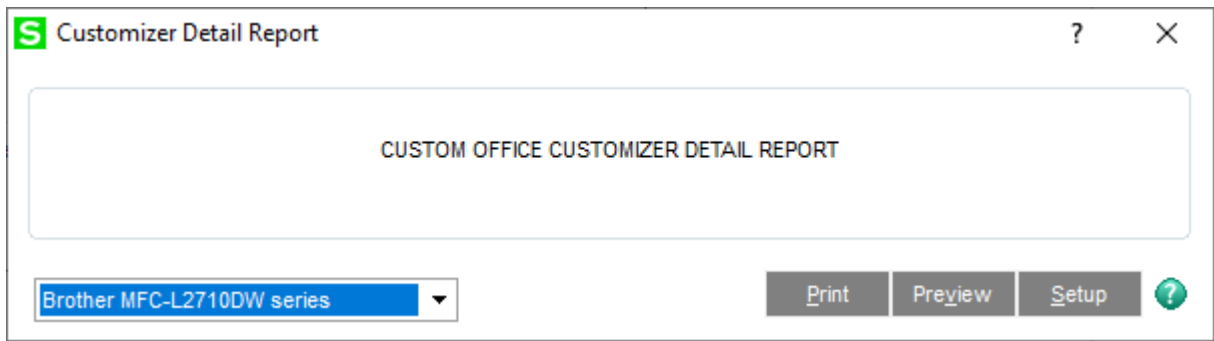 S Customizer Detail Report ?
CUSTOM OFFICE CUSTOMIZER DETAIL REPORT
Brother MFC-L2710DW series
Print Preview Setup ?